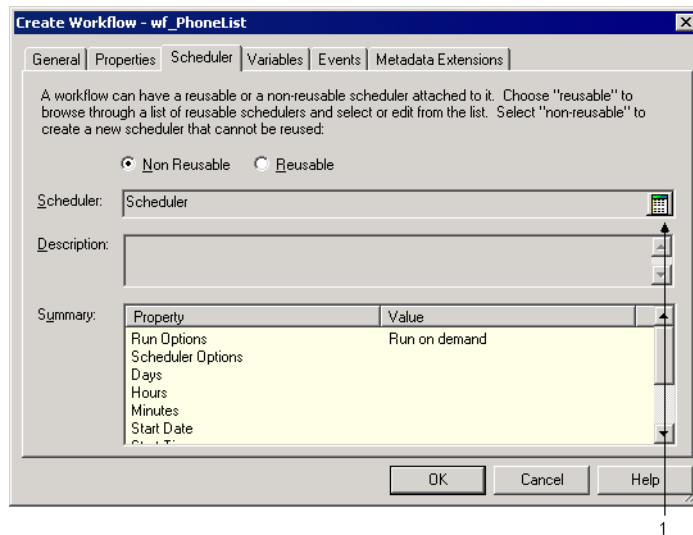 Create Workflow - wf_PhoneList
General Properties Scheduler Variables Events Metadata Extensions
A workflow can have a reusable or a non-reusable scheduler attached to it. Choose "reusable" to
browse through a list of reusable schedulers and select or edit from the list. Select "non-reusable" to
create a new scheduler that cannot be reused:
Non Reusable Reusable
Scheduler: Scheduler
Description:
Summary: Property Value
Run Options Run on demand
Scheduler Options
Days
Hours
Minutes
Start Date
OK Cancel Help
1